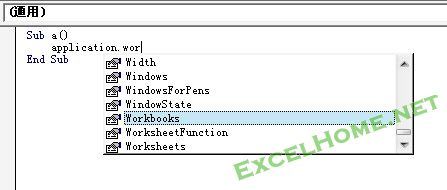 (通用)
Sub a()
application.wor
End Sub
Width
Windows
WindowsForPens
WindowState
Workbooks
WorksheetFunction
Worksheets
EXCELHOME.NET